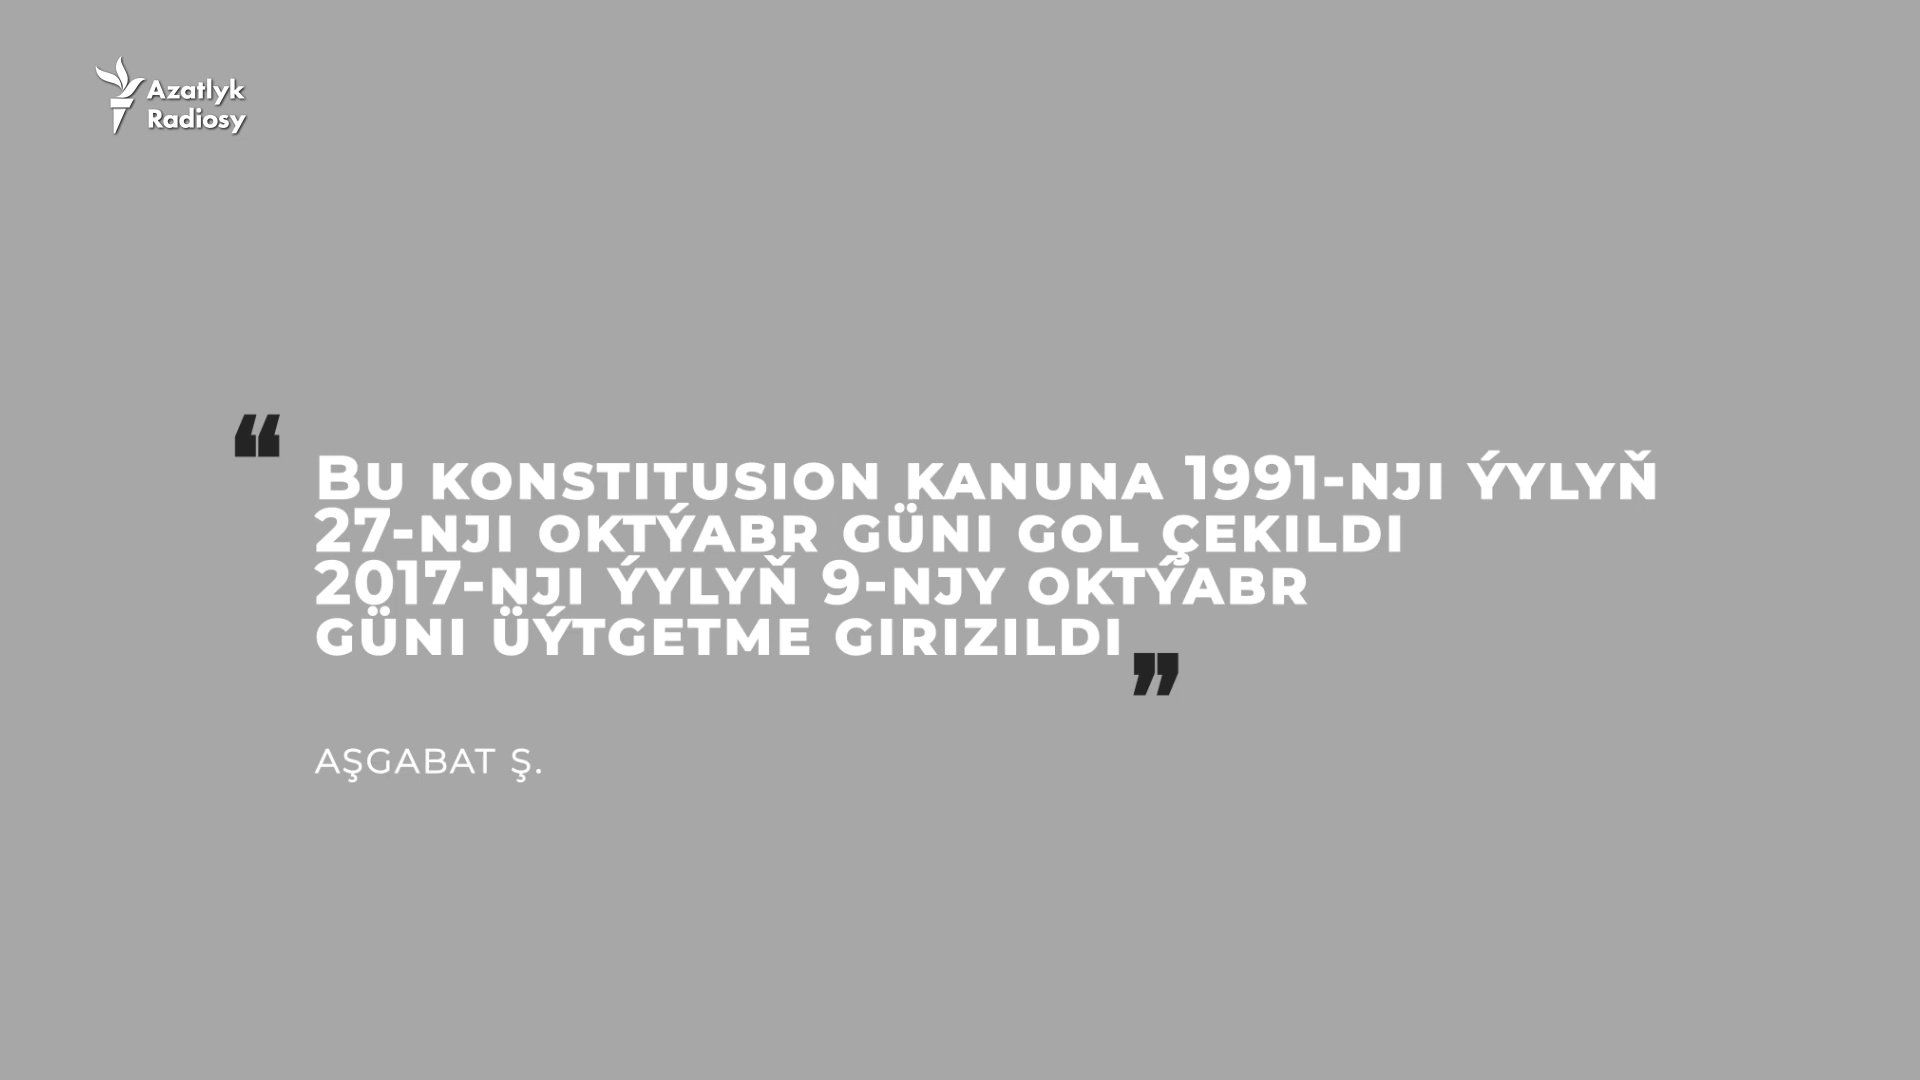 Azatlyk
Radiosy
❝ Bu konstitusion kanuna 1991-nji ýylyň
27-nji oktýabr güni gol çekildi
2017-nji ýylyň 9-njy oktýabr
güni üýtgetme girizildi ❞
AŞGABAT Ş.